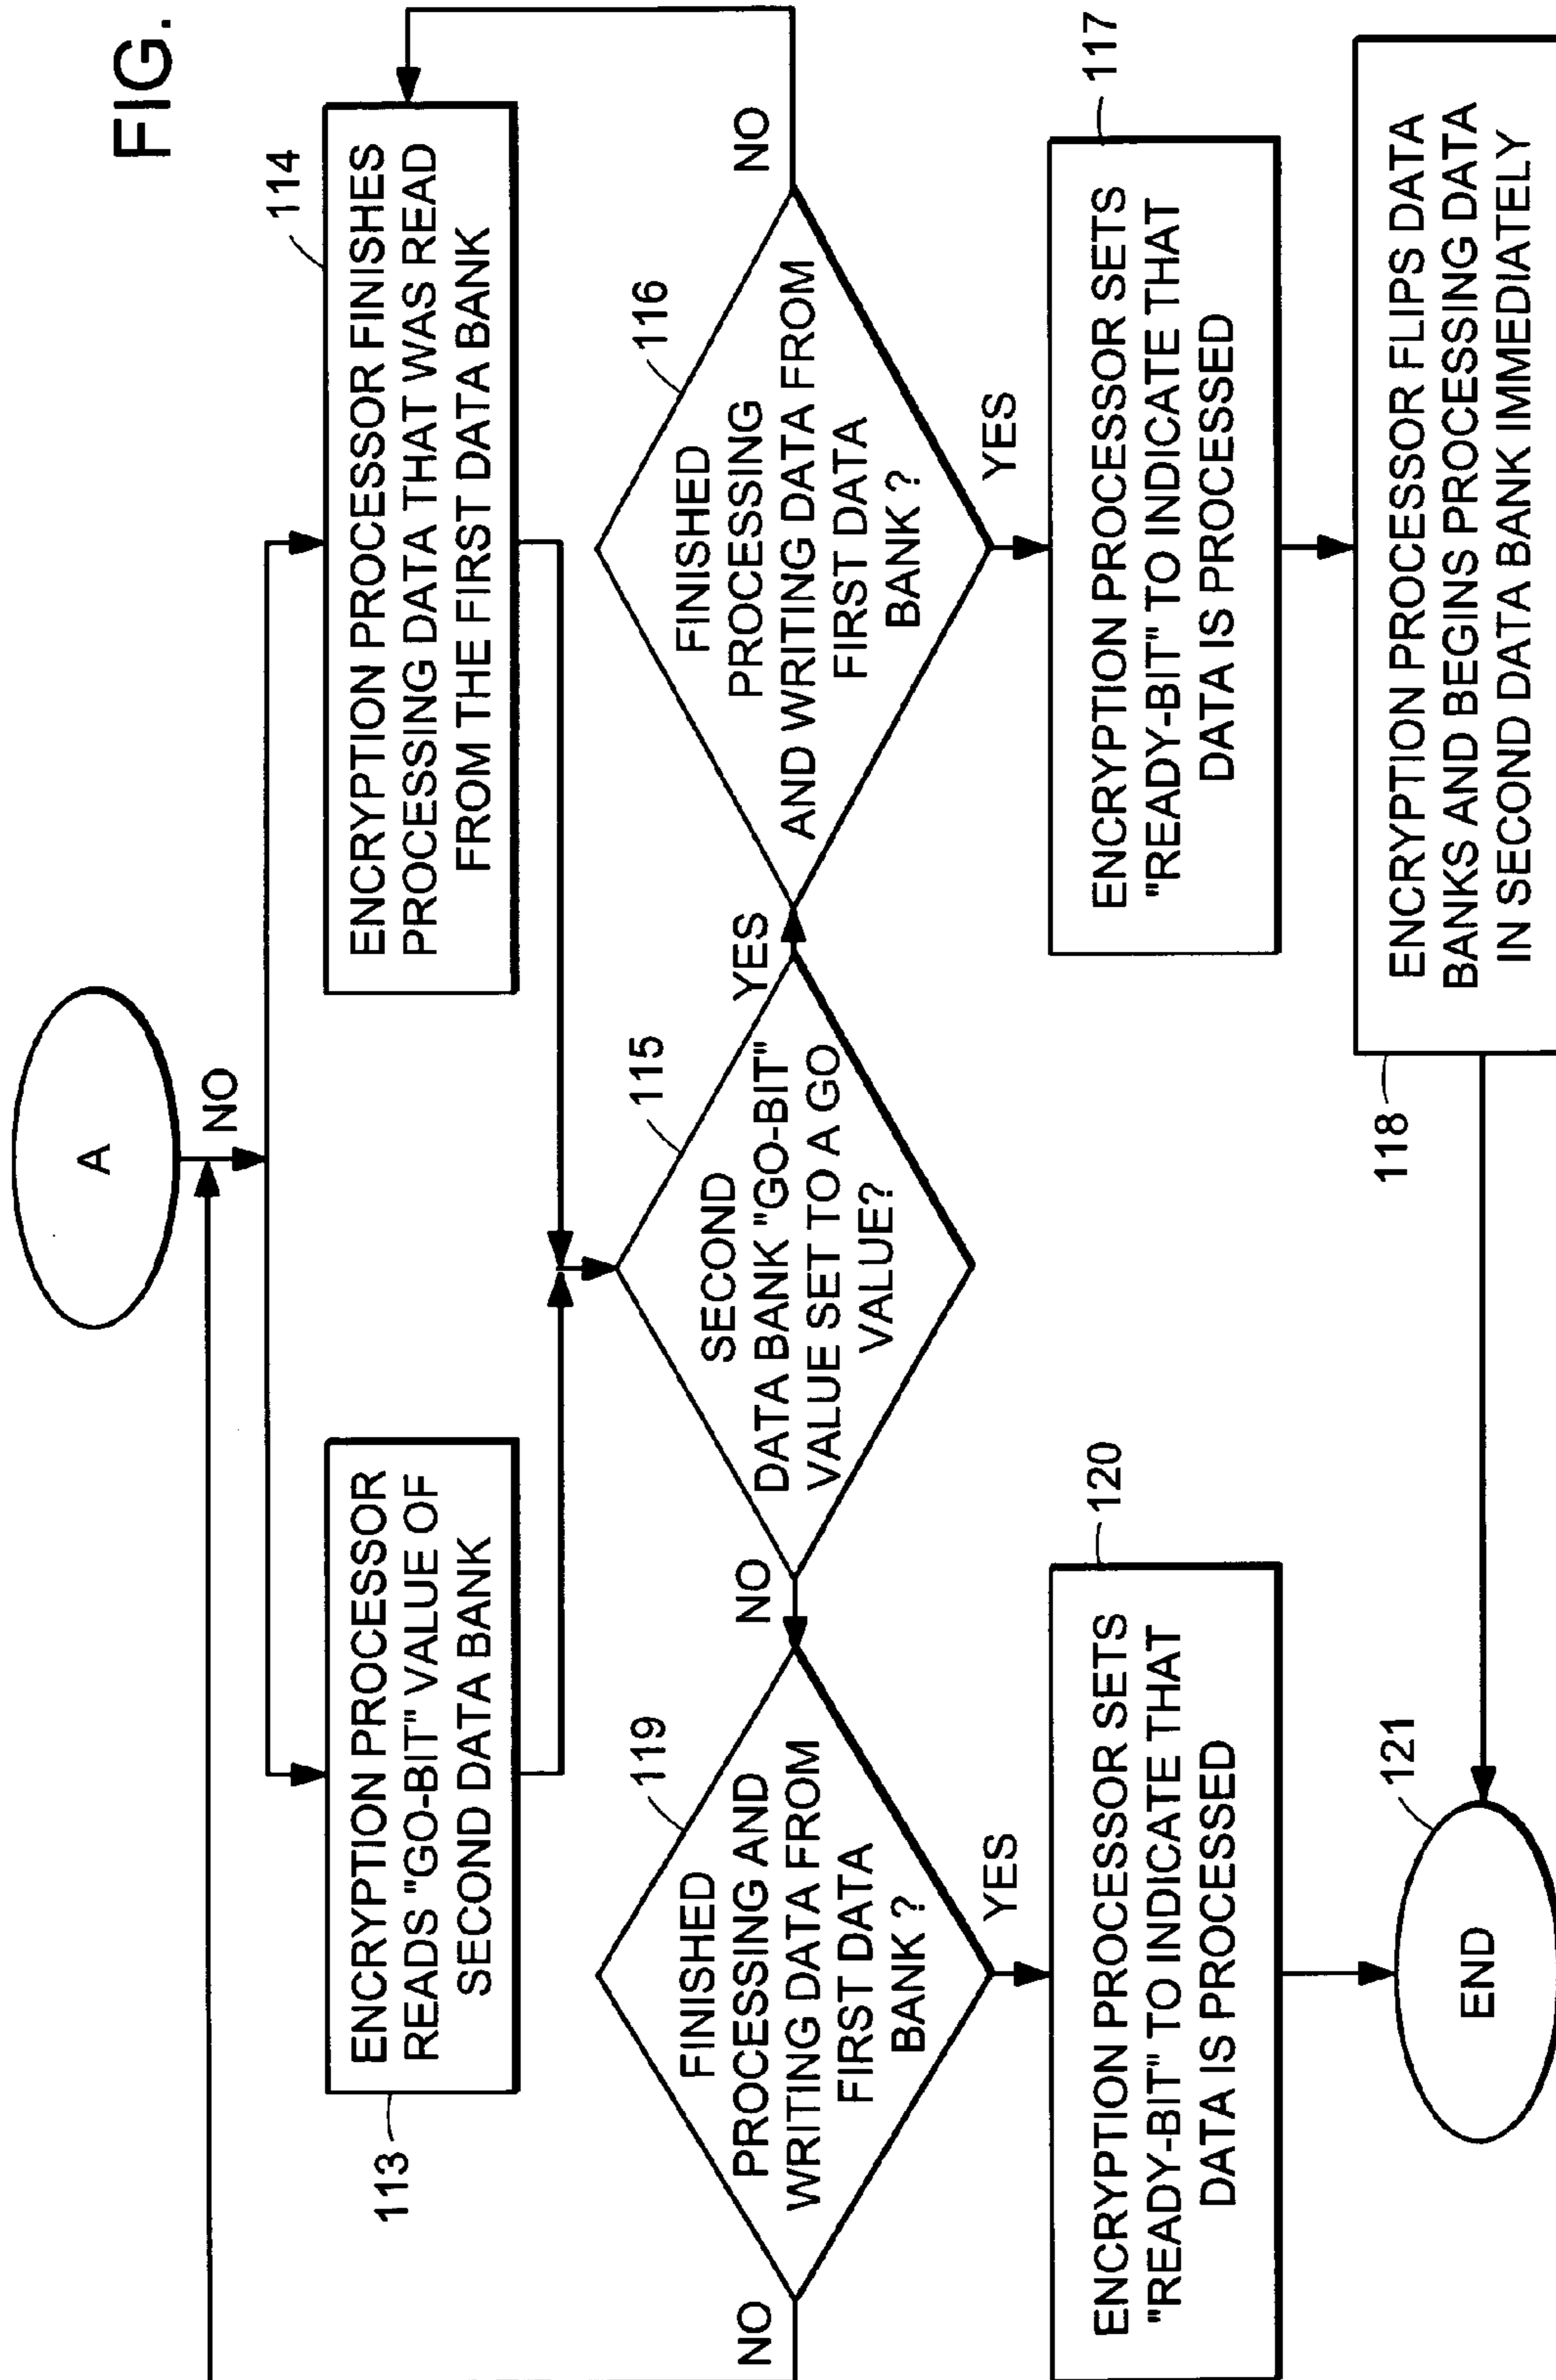 FIG.
A
NO
113
ENCRYPTION PROCESSOR
READS "GO-BIT" VALUE OF
SECOND DATA BANK
114
ENCRYPTION PROCESSOR FINISHES
PROCESSING DATA THAT WAS READ
FROM THE FIRST DATA BANK
115
SECOND
DATA BANK "GO-BIT"
VALUE SET TO A GO
VALUE?
NO
YES
116
FINISHED
PROCESSING
AND WRITING DATA FROM
FIRST DATA
BANK?
NO
YES
119
FINISHED
PROCESSING AND
WRITING DATA FROM
FIRST DATA
BANK?
NO
YES
120
ENCRYPTION PROCESSOR SETS
"READY-BIT" TO INDICATE THAT
DATA IS PROCESSED
117
ENCRYPTION PROCESSOR SETS
"READY-BIT" TO INDICATE THAT
DATA IS PROCESSED
118
ENCRYPTION PROCESSOR FLIPS DATA
BANKS AND BEGINS PROCESSING DATA
IN SECOND DATA BANK IMMEDIATELY
121
END